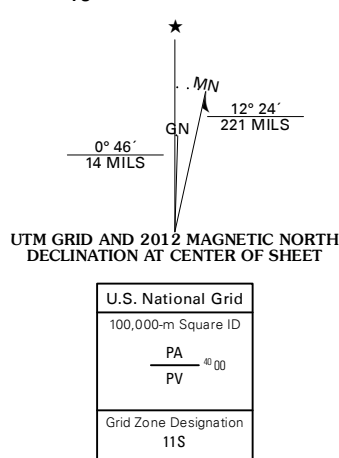 ★
MN
12° 24´
221 MILS
GN
0° 46´
14 MILS
UTM GRID AND 2012 MAGNETIC NORTH
DECLINATION AT CENTER OF SHEET
U.S. National Grid
100,000-m Square ID
PA
40 00
PV
Grid Zone Designation
11S